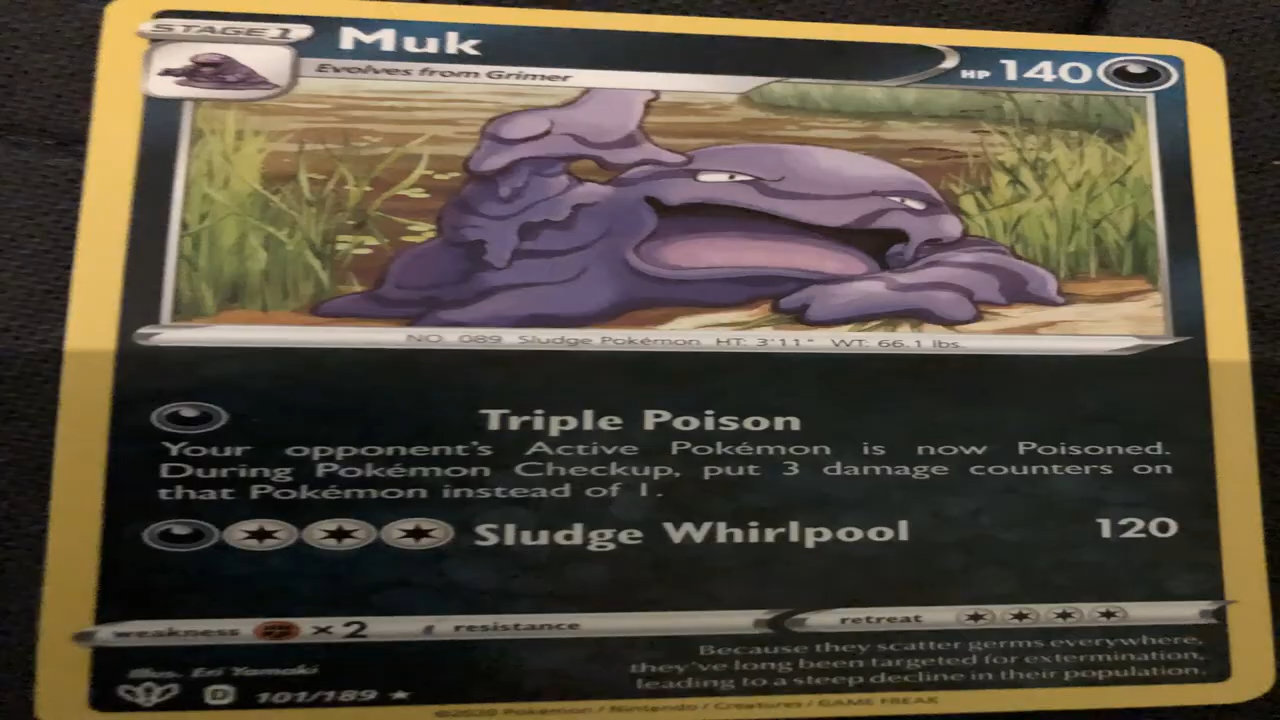 STAGE 1
Muk
HP 140
Evolves from Grimer
NO. 089 Sludge Pokémon HT: 3'11" WT: 66.1 lbs.
Triple Poison
Your opponent's Active Pokémon is now Poisoned.
During Pokémon Checkup, put 3 damage counters on
that Pokémon instead of 1.
Sludge Whirlpool 120
weakness ×2 resistance retreat
Because they scatter germs everywhere,
they've long been targeted for extermination,
leading to a steep decline in their population.
Illus. Eri Yamaki
D 101/189 ★
©2020 Pokémon / Nintendo / Creatures / GAME FREAK